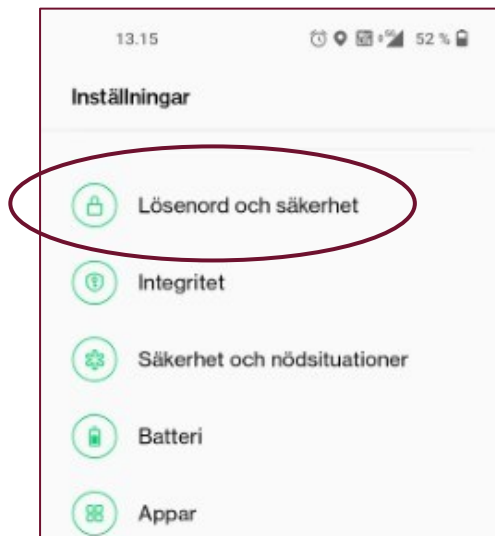 13.15 52 %
Inställningar
Lösenord och säkerhet
Integritet
Säkerhet och nödsituationer
Batteri
Appar